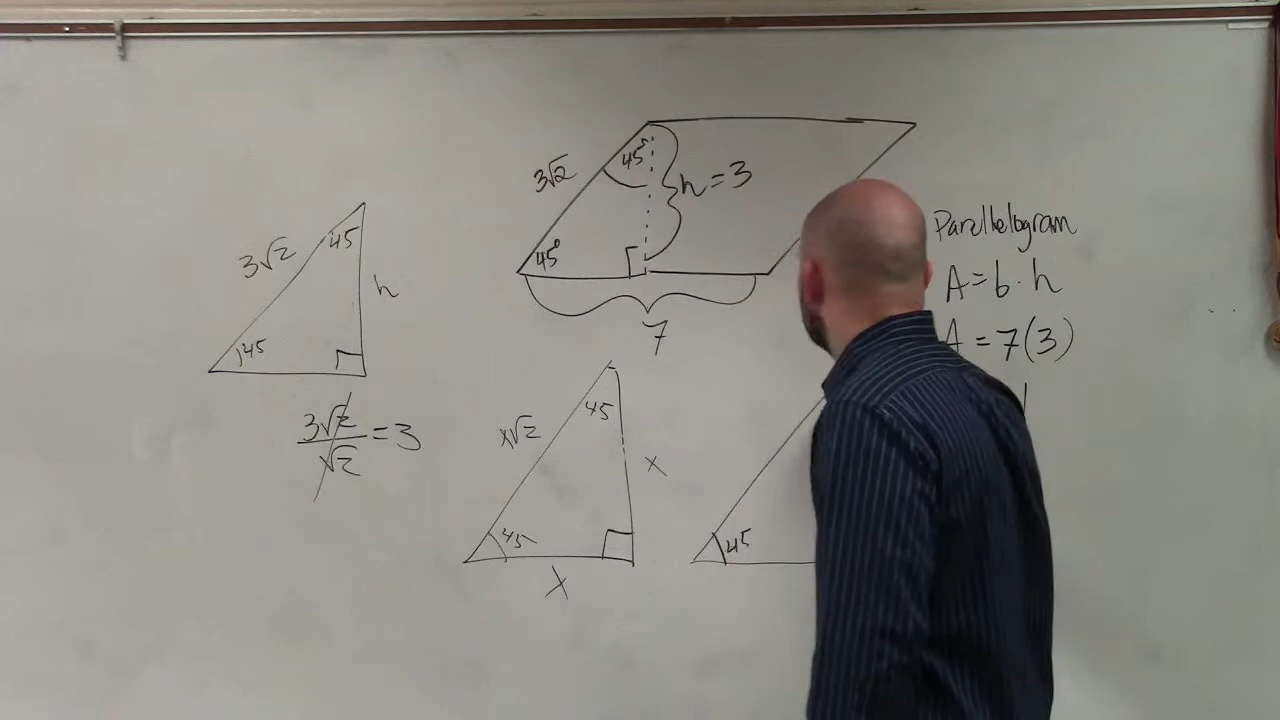 3√2
45°
h = 3
45°
7
3√2
45
h
45
3√2
√2
= 3
x√2
45
x
45
x
45
Parallelogram
A = b · h
A = 7(3)